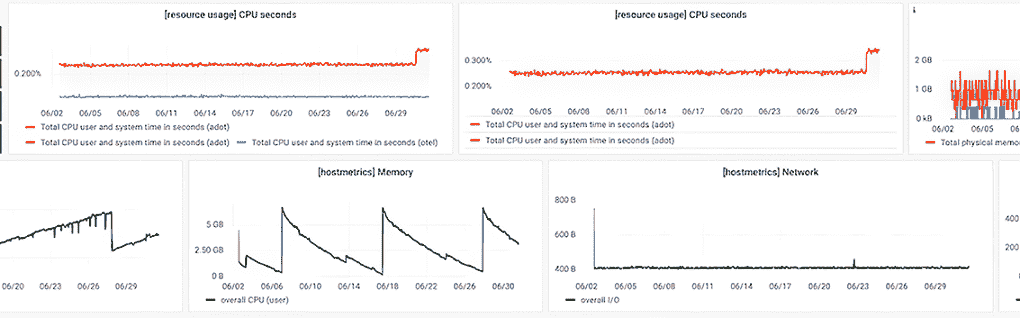 [resource usage] CPU seconds
0.200%
06/02 06/05 06/08 06/11 06/14 06/17 06/20 06/23 06/26 06/29
Total CPU user and system time in seconds (adot)
Total CPU user and system time in seconds (adot) Total CPU user and system time in seconds (otel)
[resource usage] CPU seconds
0.300%
0.200%
06/02 06/05 06/08 06/11 06/14 06/17 06/20 06/23 06/26 06/29
Total CPU user and system time in seconds (adot)
Total CPU user and system time in seconds (adot)
2 GB
1 GB
0 kB
06/02 06/05 06/0
Total physical memo
06/20 06/23 06/26 06/29
[hostmetrics] Memory
5 GB
2.50 GB
0 B
06/02 06/06 06/10 06/14 06/18 06/22 06/26 06/30
overall CPU (user)
[hostmetrics] Network
800 B
600 B
400 B
06/02 06/05 06/08 06/11 06/14 06/17 06/20 06/23 06/26 06/29
overall I/O
400
200
0